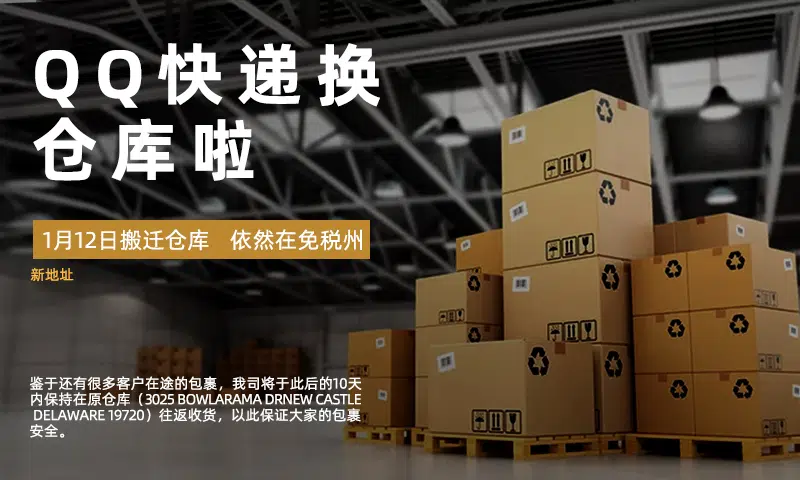 QQ快递换
仓库啦
1月12日搬迁仓库 依然在免税州
新地址
鉴于还有很多客户在途的包裹，我司将于此后的10天
内保持在原仓库（3025 BOWLARAMA DRNEW CASTLE
DELAWARE 19720）往返收货，以此保证大家的包裹
安全。